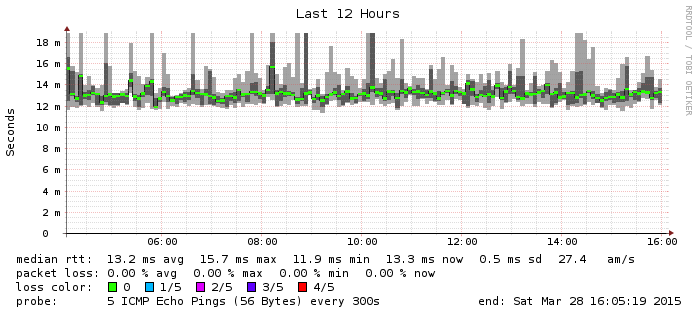 Last 12 Hours
RRDTOOL / TOBI OETIKER
Seconds
18 m
16 m
14 m
12 m
10 m
8 m
6 m
4 m
2 m
0
06:00 08:00 10:00 12:00 14:00 16:00
median rtt: 13.2 ms avg 15.7 ms max 11.9 ms min 13.3 ms now 0.5 ms sd 27.4 am/s
packet loss: 0.00 % avg 0.00 % max 0.00 % min 0.00 % now
loss color: 0 1/5 2/5 3/5 4/5
probe: 5 ICMP Echo Pings (56 Bytes) every 300s end: Sat Mar 28 16:05:19 2015